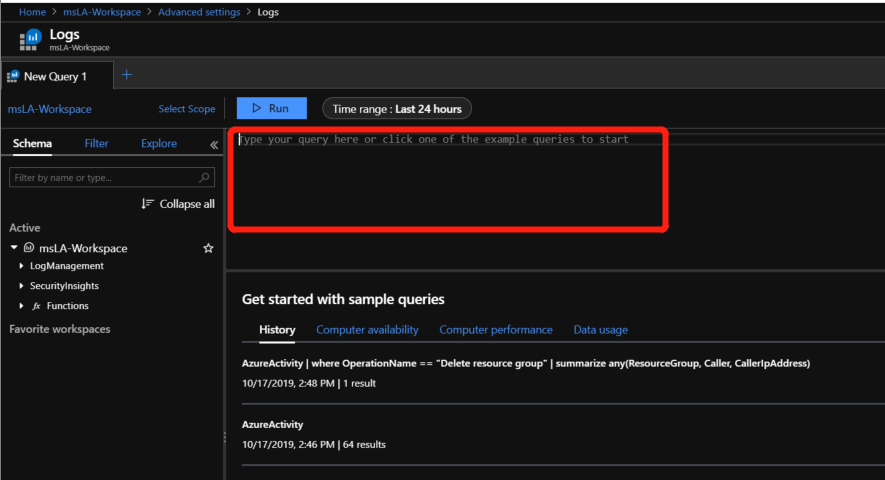 Home > msLA-Workspace > Advanced settings > Logs
Logs
msLA-Workspace
New Query 1 +
msLA-Workspace Select Scope Run Time range : Last 24 hours
Schema Filter Explore «
Type your query here or click one of the example queries to start
Filter by name or type...
Collapse all
Active
msLA-Workspace
LogManagement
SecurityInsights
fx Functions
Favorite workspaces
Get started with sample queries
History Computer availability Computer performance Data usage
AzureActivity | where OperationName == "Delete resource group" | summarize any(ResourceGroup, Caller, CallerIpAddress)
10/17/2019, 2:48 PM | 1 result
AzureActivity
10/17/2019, 2:46 PM | 64 results